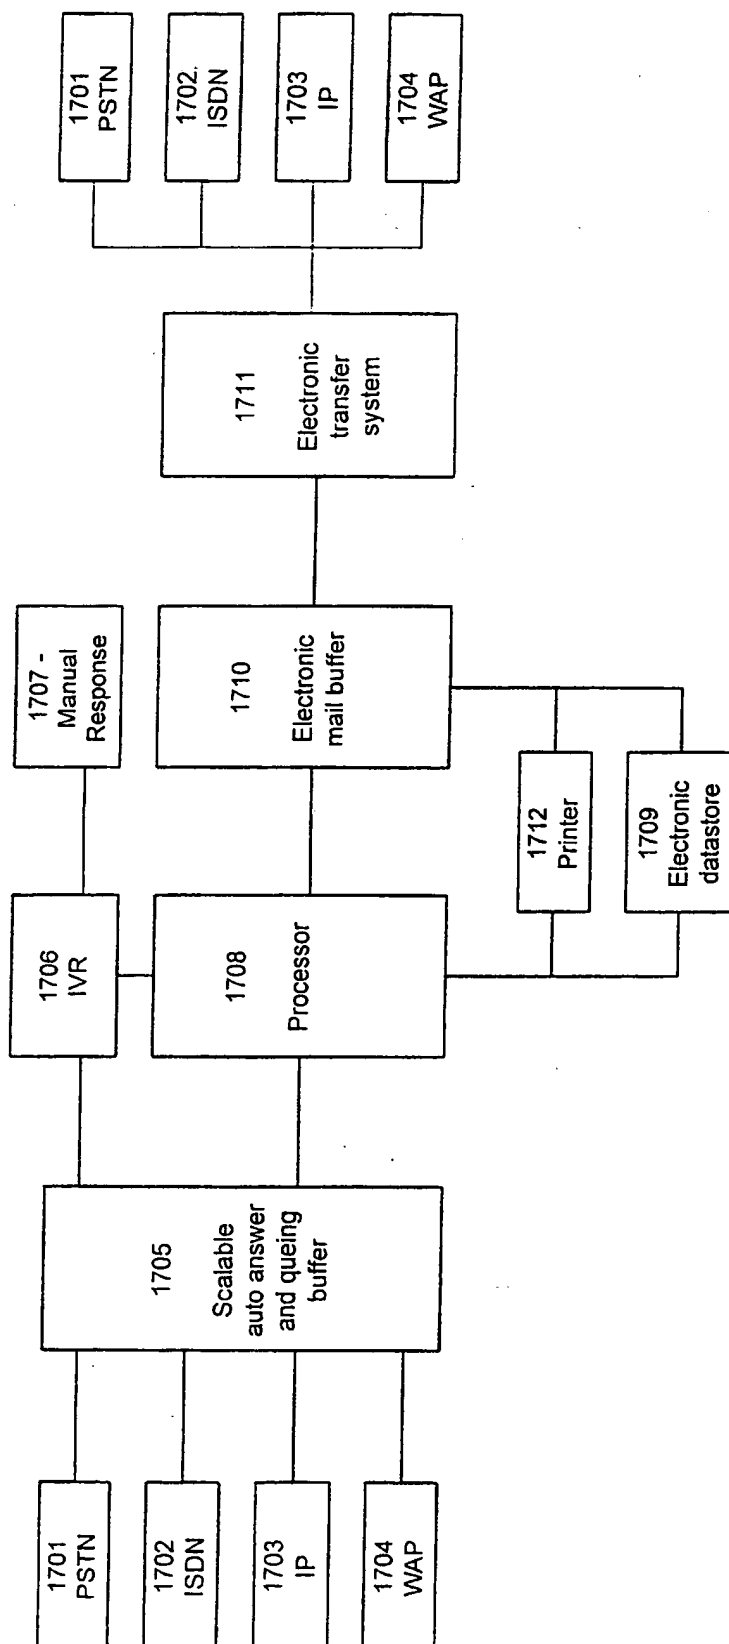 1701
PSTN
1702
ISDN
1703
IP
1704
WAP
1705
Scalable
auto answer
and queing
buffer
1706
IVR
1707 -
Manual
Response
1708
Processor
1710
Electronic
mail buffer
1712
Printer
1709
Electronic
datastore
1711
Electronic
transfer
system
1701
PSTN
1702.
ISDN
1703
IP
1704
WAP